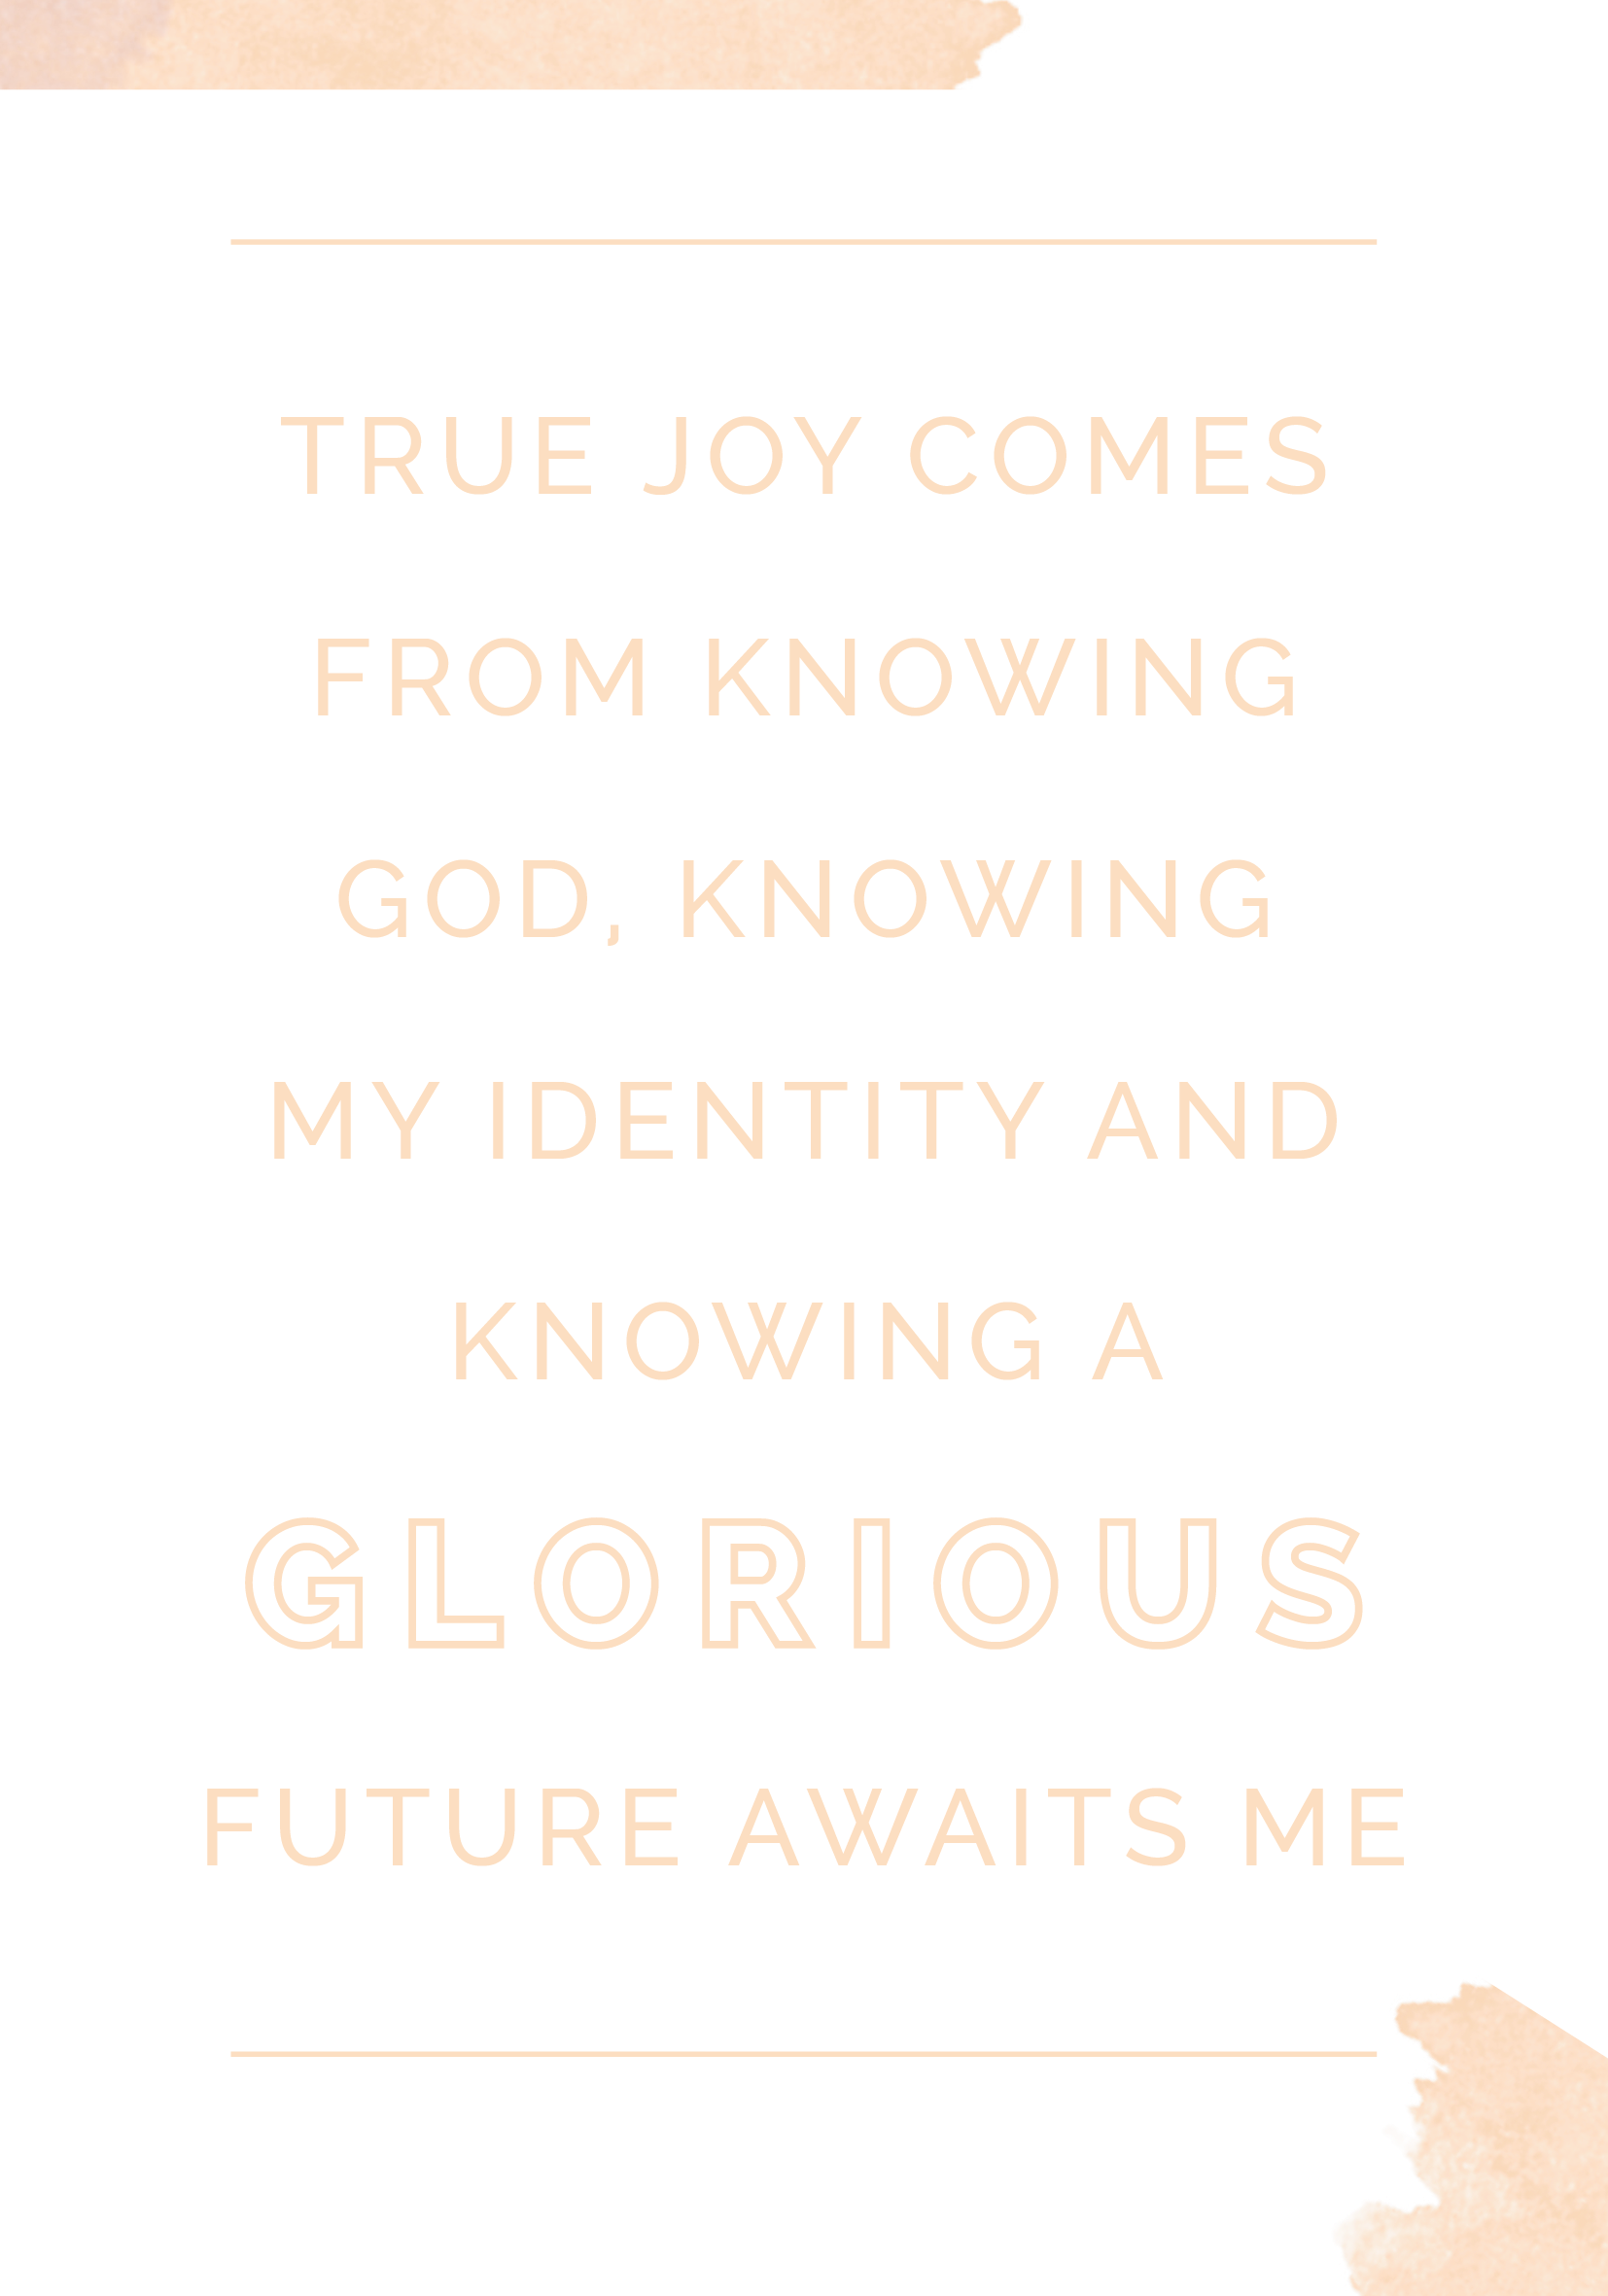 TRUE JOY COMES
FROM KNOWING
GOD, KNOWING
MY IDENTITY AND
KNOWING A
GLORIOUS
FUTURE AWAITS ME